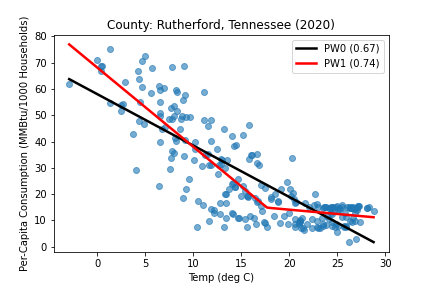 County: Rutherford, Tennessee (2020)
PW0 (0.67)
PW1 (0.74)
Per-Capita Consumption (MMBtu/1000 Households)
80
70
60
50
40
30
20
10
0
0 5 10 15 20 25 30
Temp (deg C)